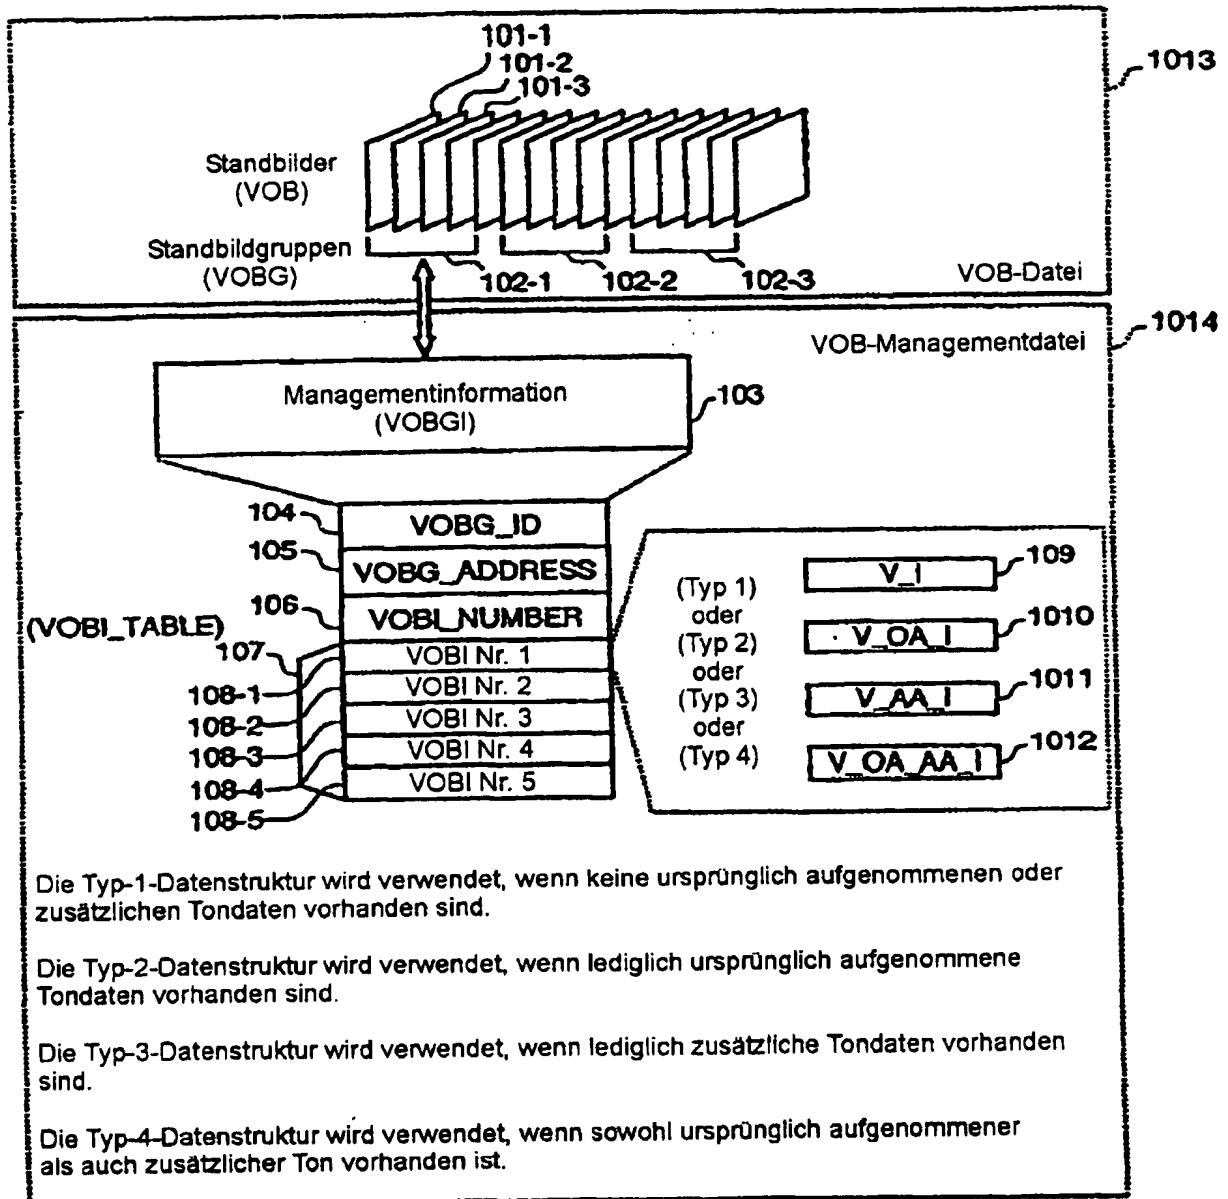 101-1
101-2
101-3
1013
Standbilder
(VOB)
Standbildgruppen
(VOBG)
102-1
102-2
102-3
VOB-Datei
1014
VOB-Managementdatei
Managementinformation
(VOBGI)
103
104
VOBG_ID
105
VOBG_ADDRESS
106
VOBI_NUMBER
(VOBI_TABLE)
107
VOBI Nr. 1
108-1
VOBI Nr. 2
108-2
VOBI Nr. 3
108-3
VOBI Nr. 4
108-4
VOBI Nr. 5
108-5
(Typ 1)
oder
(Typ 2)
oder
(Typ 3)
oder
(Typ 4)
V_I
109
V_OA_I
1010
V_AA_I
1011
V_OA_AA_I
1012
Die Typ-1-Datenstruktur wird verwendet, wenn keine ursprünglich aufgenommenen oder
zusätzlichen Tondaten vorhanden sind.
Die Typ-2-Datenstruktur wird verwendet, wenn lediglich ursprünglich aufgenommene
Tondaten vorhanden sind.
Die Typ-3-Datenstruktur wird verwendet, wenn lediglich zusätzliche Tondaten vorhanden
sind.
Die Typ-4-Datenstruktur wird verwendet, wenn sowohl ursprünglich aufgenommener
als auch zusätzlicher Ton vorhanden ist.